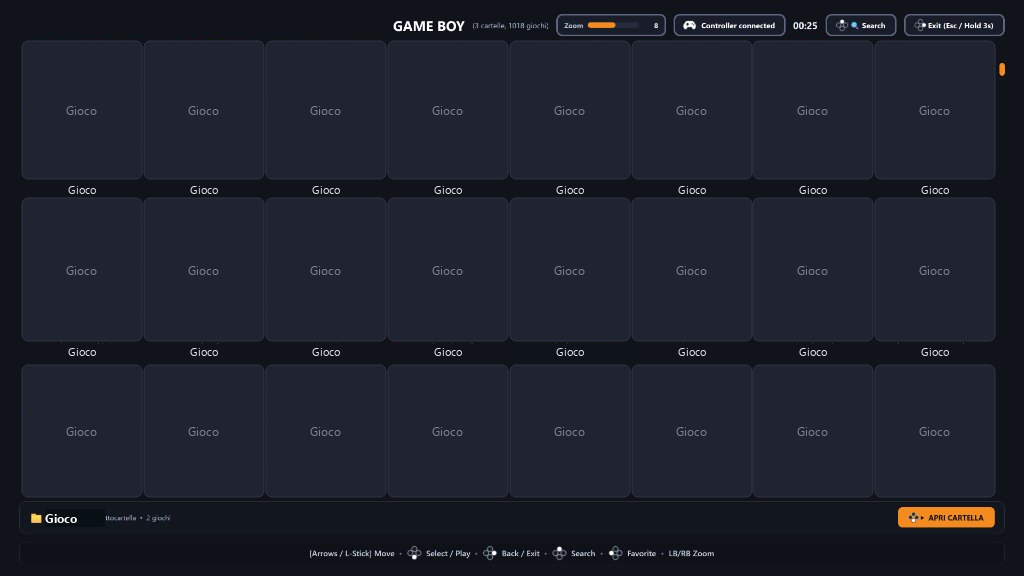 GAME BOY (3 cartelle, 1018 giochi) Zoom 8 Controller connected 00:25 Search Exit (Esc / Hold 3s)
Gioco Gioco Gioco Gioco Gioco Gioco Gioco Gioco
Gioco Gioco Gioco Gioco Gioco Gioco Gioco Gioco
Gioco Gioco Gioco Gioco Gioco Gioco Gioco Gioco
Gioco Gioco Gioco Gioco Gioco Gioco Gioco Gioco
Gioco Gioco Gioco Gioco Gioco Gioco Gioco Gioco
Gioco ttocartella • 2 giochi APRI CARTELLA
[Arrows / L-Stick] Move • Select / Play • Back / Exit • Search • Favorite • LB/RB Zoom